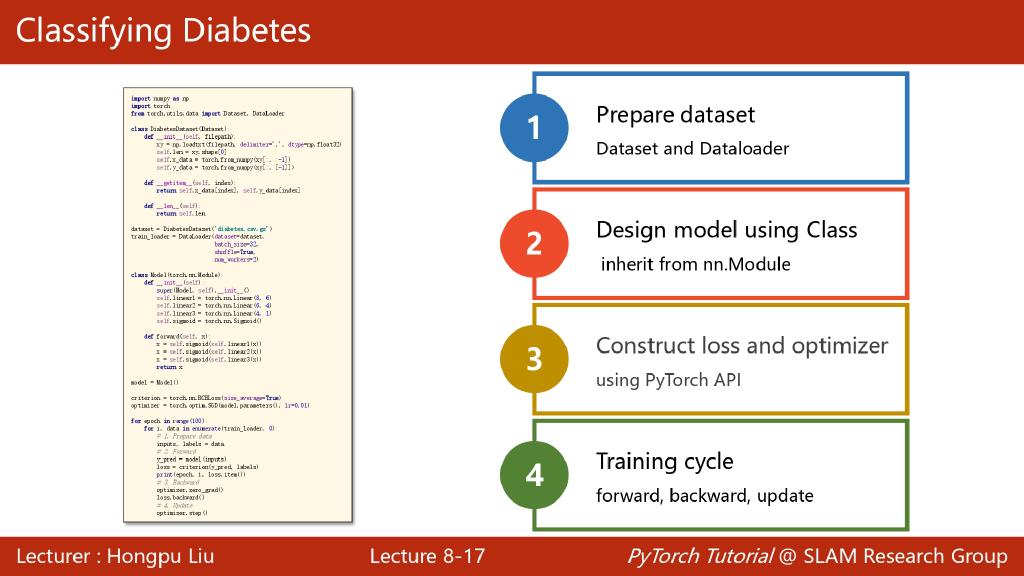 Classifying Diabetes
import numpy as np
import torch
from torch.utils.data import Dataset, DataLoader
class DiabetesDataset(Dataset):
def __init__(self, filepath):
xy = np.loadtxt(filepath, delimiter=',', dtype=np.float32)
self.len = xy.shape[0]
self.x_data = torch.from_numpy(xy[:, :-1])
self.y_data = torch.from_numpy(xy[:, [-1]])
def __getitem__(self, index):
return self.x_data[index], self.y_data[index]
def __len__(self):
return self.len
dataset = DiabetesDataset('diabetes.csv.gz')
train_loader = DataLoader(dataset=dataset,
batch_size=32,
shuffle=True,
num_workers=2)
class Model(torch.nn.Module):
def __init__(self):
super(Model, self).__init__()
self.linear1 = torch.nn.Linear(8, 6)
self.linear2 = torch.nn.Linear(6, 4)
self.linear3 = torch.nn.Linear(4, 1)
self.sigmoid = torch.nn.Sigmoid()
def forward(self, x):
x = self.sigmoid(self.linear1(x))
x = self.sigmoid(self.linear2(x))
x = self.sigmoid(self.linear3(x))
return x
model = Model()
criterion = torch.nn.BCELoss(size_average=True)
optimizer = torch.optim.SGD(model.parameters(), lr=0.01)
for epoch in range(100):
for i, data in enumerate(train_loader, 0):
# 1. Prepare data
inputs, labels = data
# 2. Forward
y_pred = model(inputs)
loss = criterion(y_pred, labels)
print(epoch, i, loss.item())
# 3. Backward
optimizer.zero_grad()
loss.backward()
# 4. Update
optimizer.step()
1
Prepare dataset
Dataset and Dataloader
2
Design model using Class
inherit from nn.Module
3
Construct loss and optimizer
using PyTorch API
4
Training cycle
forward, backward, update
Lecturer : Hongpu Liu
Lecture 8-17
PyTorch Tutorial @ SLAM Research Group